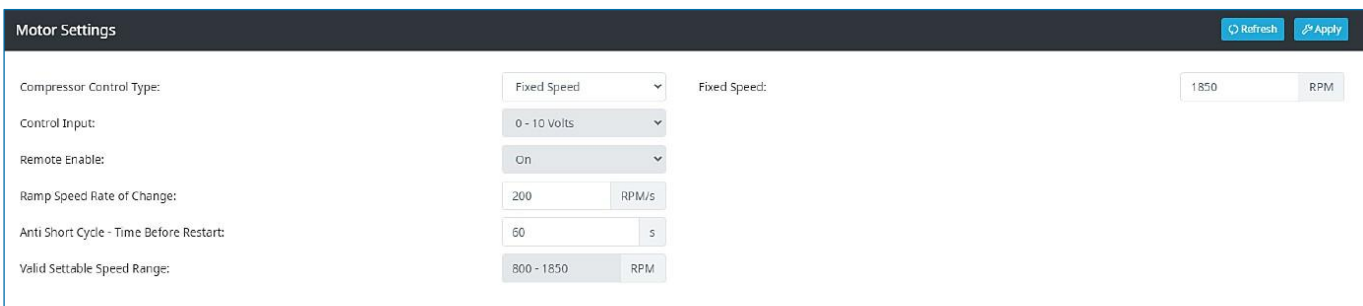 Motor Settings Refresh Apply
Compressor Control Type: Fixed Speed Fixed Speed: 1850 RPM
Control Input: 0 - 10 Volts
Remote Enable: On
Ramp Speed Rate of Change: 200 RPM/s
Anti Short Cycle - Time Before Restart: 60 s
Valid Settable Speed Range: 800 - 1850 RPM